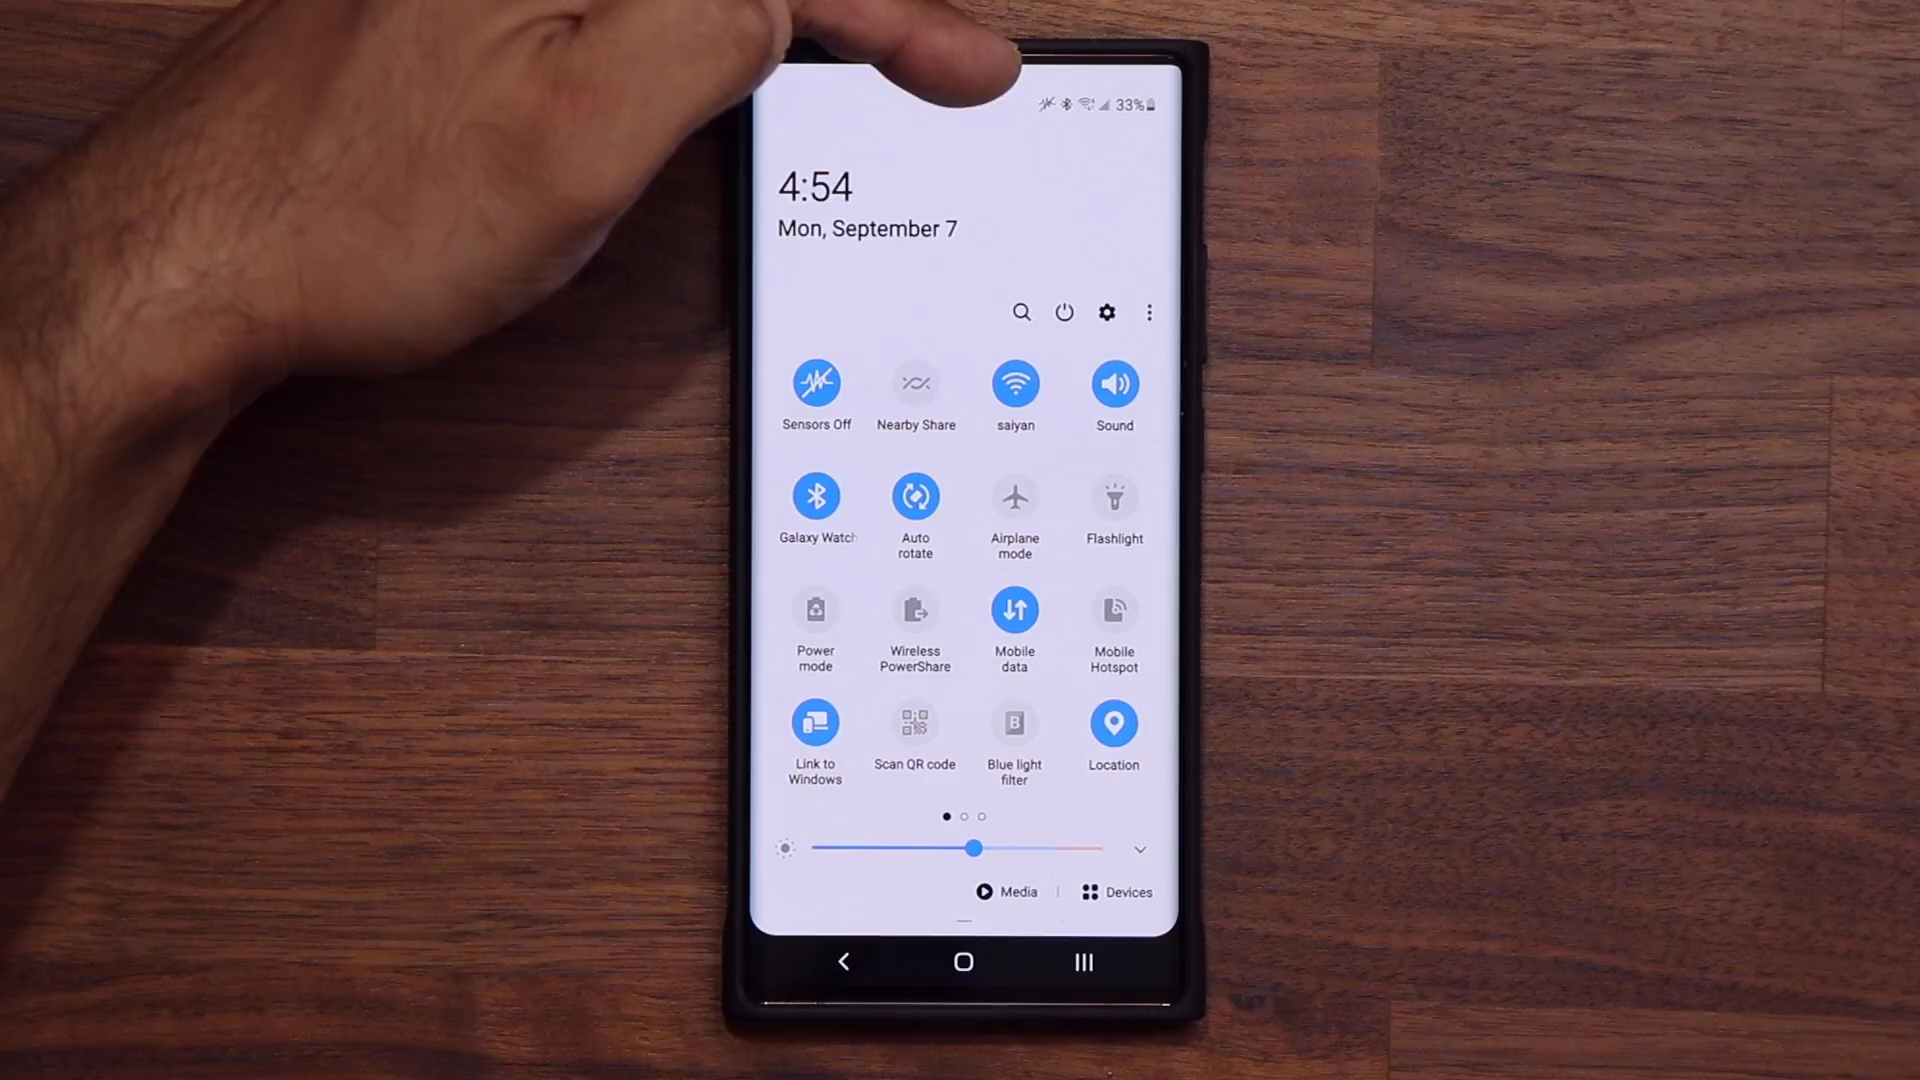 33%
4:54
Mon, September 7
Sensors Off
Nearby Share
saiyan
Sound
Galaxy Watch
Auto
rotate
Airplane
mode
Flashlight
Power
mode
Wireless
PowerShare
Mobile
data
Mobile
Hotspot
Link to
Windows
Scan QR code
B
Blue light
filter
Location
Media
Devices